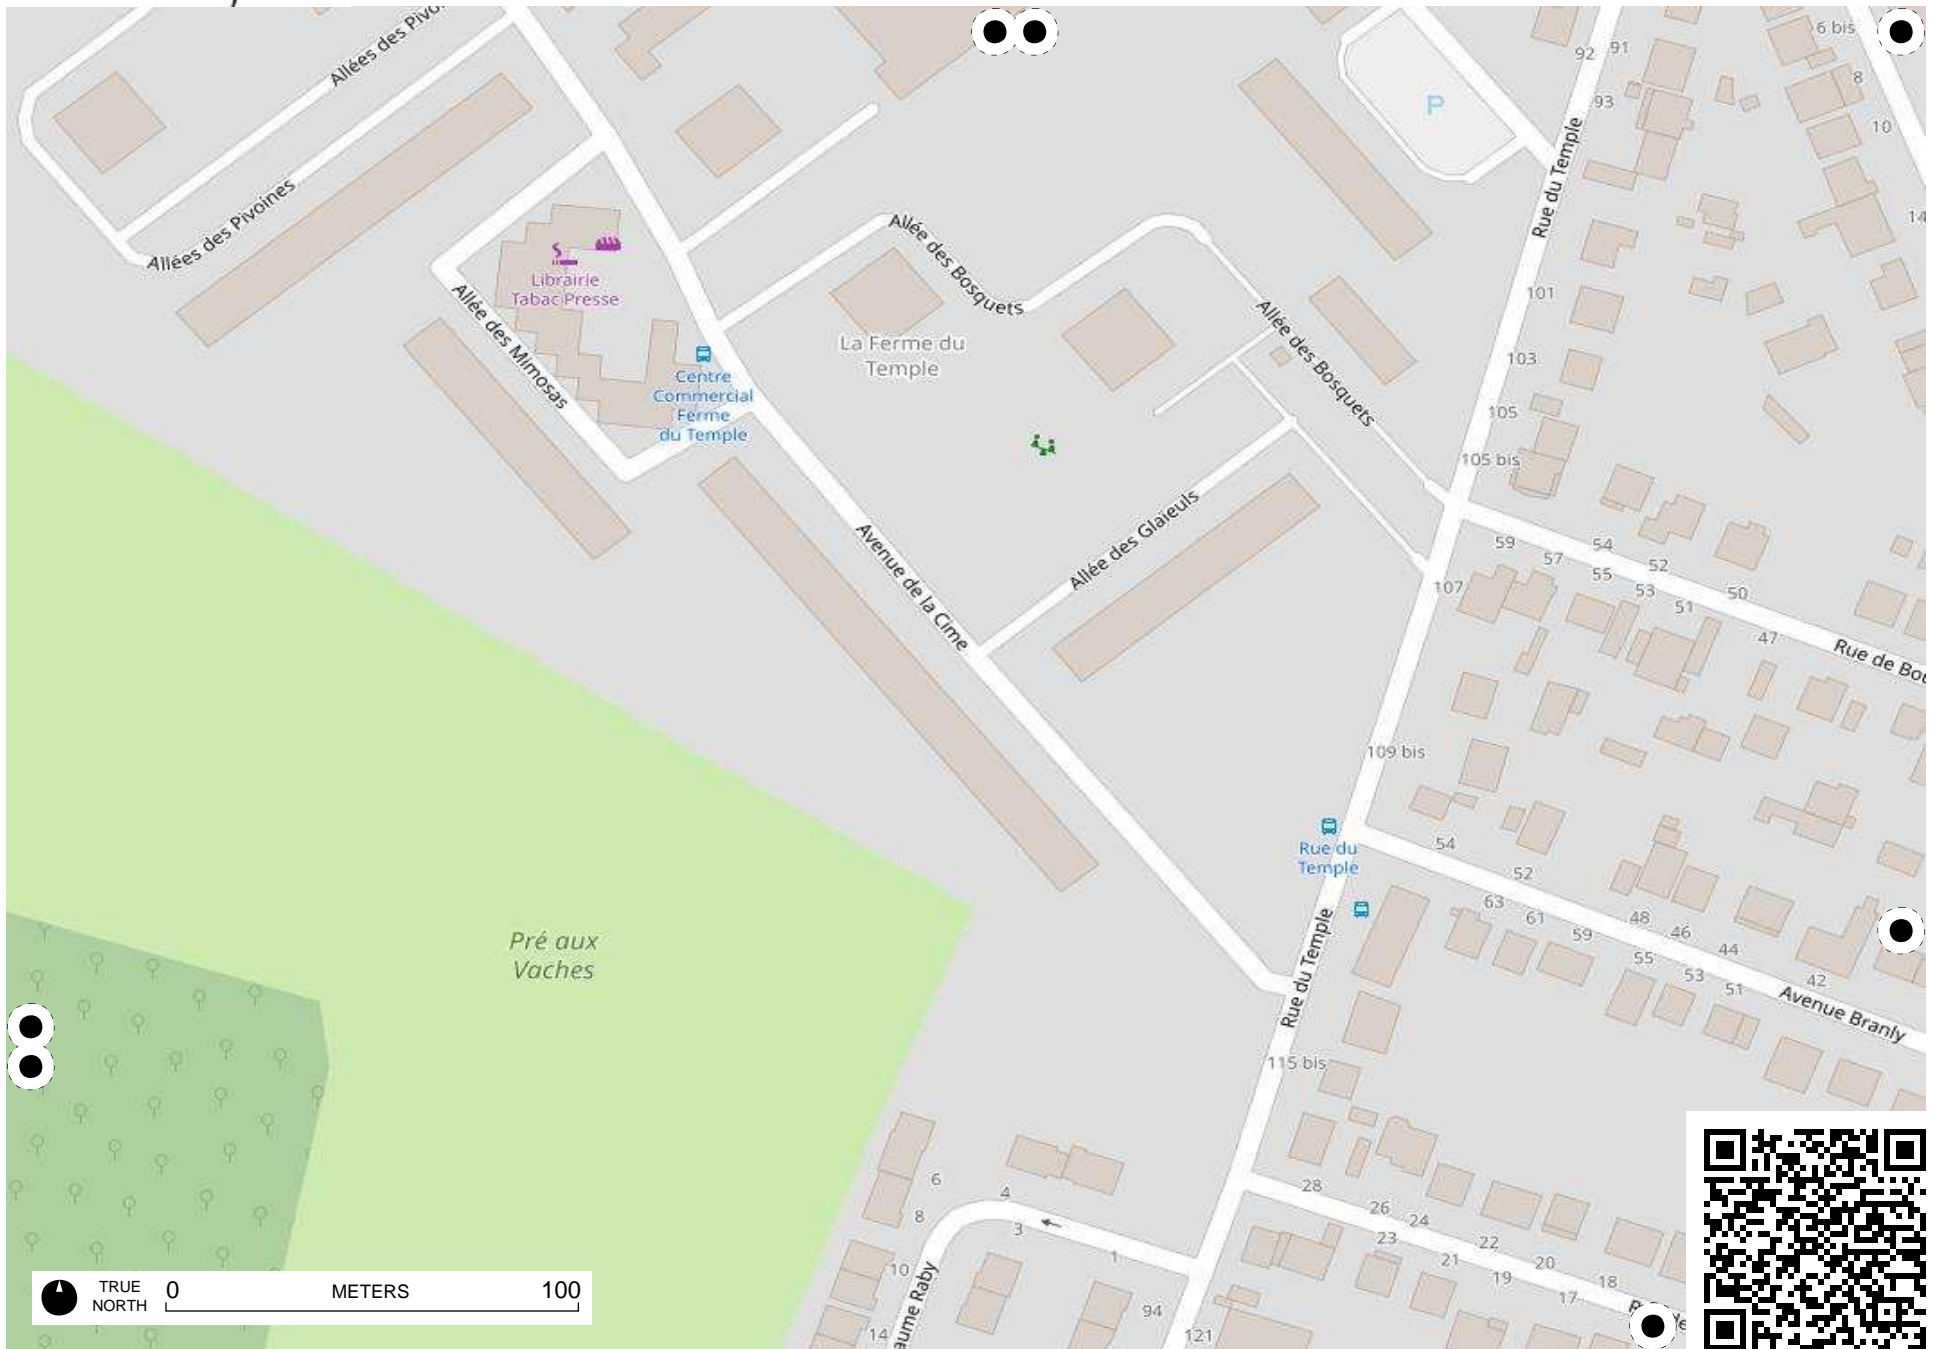 Allées des Pivoi
6 bis
92
91
8
P
93
10
Rue du Temple
Allées des Pivoines
14
Allée des Bosquets
Librairie
Tabac Presse
101
Allée des Mimosas
Allée des Bosquets
La Ferme du
Temple
103
Centre
Commercial
Ferme
du Temple
105
105 bis
Avenue de la Cime
Allée des Glaïeuls
59
57
54
52
55
53
51
50
107
47
Rue de Bou
109 bis
54
Rue du
Temple
52
63
61
59
48
46
44
55
53
51
42
Avenue Branly
Rue du Temple
Pré aux
Vaches
115 bis
6
4
8
3
28
26
24
1
23
22
21
20
19
18
17
10
aume Raby
94
14
121
TRUE
NORTH
0
METERS
100